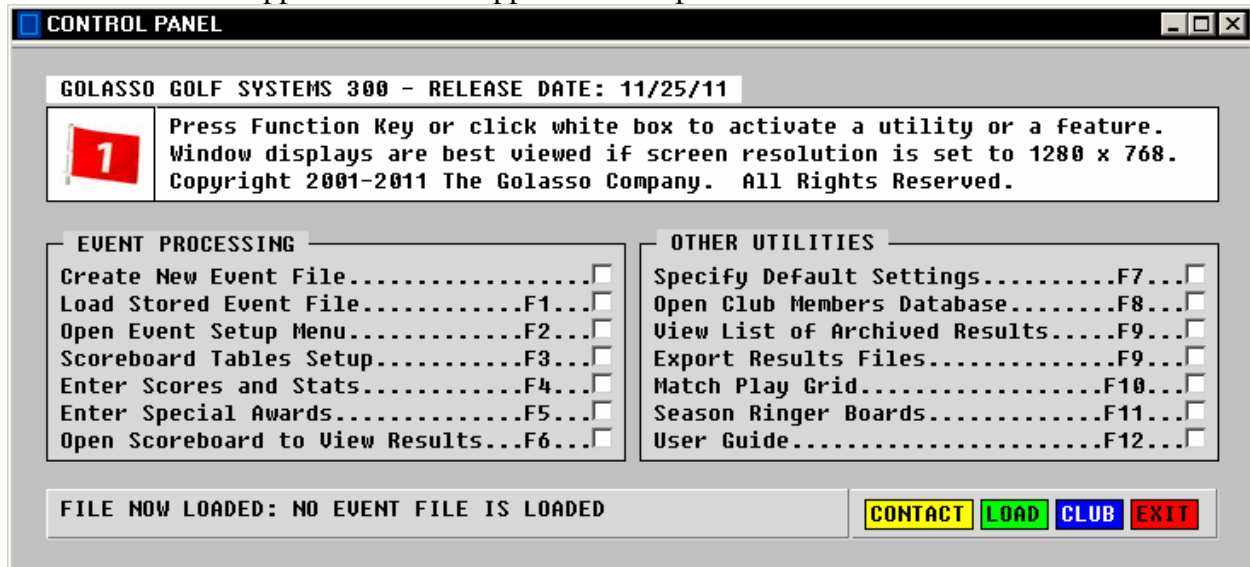 CONTROL PANEL
GOLASSO GOLF SYSTEMS 300 - RELEASE DATE: 11/25/11
1
Press Function Key or click white box to activate a utility or a feature.
Window displays are best viewed if screen resolution is set to 1280 x 768.
Copyright 2001-2011 The Golasso Company.  All Rights Reserved.
EVENT PROCESSING
Create New Event File..................
Load Stored Event File............F1...
Open Event Setup Menu.............F2...
Scoreboard Tables Setup...........F3...
Enter Scores and Stats............F4...
Enter Special Awards..............F5...
Open Scoreboard to View Results...F6...
OTHER UTILITIES
Specify Default Settings..........F7...
Open Club Members Database........F8...
View List of Archived Results.....F9...
Export Results Files..............F9...
Match Play Grid..................F10...
Season Ringer Boards.............F11...
User Guide.......................F12...
FILE NOW LOADED: NO EVENT FILE IS LOADED
CONTACT LOAD CLUB EXIT